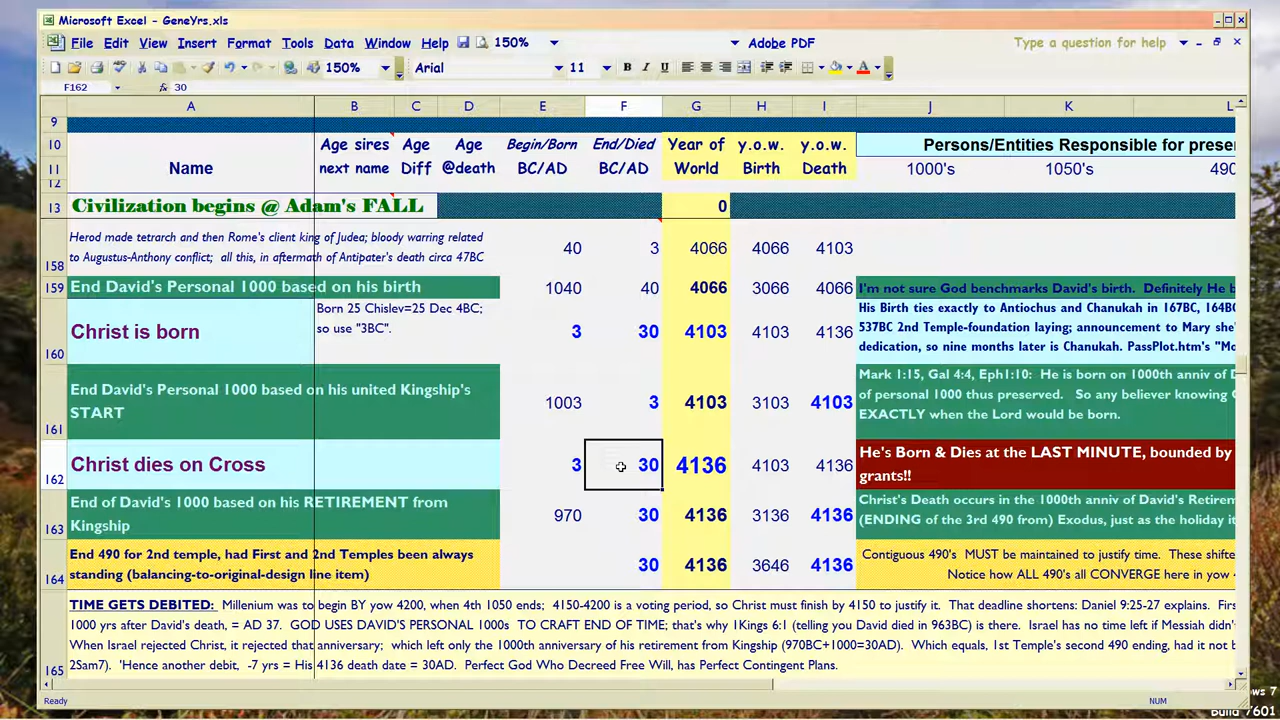 Microsoft Excel - GeneYrs.xls
File Edit View Insert Format Tools Data Window Help 150% Adobe PDF Type a question for help
150% Arial 11 B I U
F162 30
A B C D E F G H I J K L
9
10 Age sires Age Age Begin/Born End/Died Year of y.o.w. y.o.w. Persons/Entities Responsible for prese
11 Name next name Diff @death BC/AD BC/AD World Birth Death 1000's 1050's 490
12
13 Civilization begins @ Adam's FALL 0
Herod made tetrarch and then Rome's client king of Judea; bloody warring related
to Augustus-Anthony conflict; all this, in aftermath of Antipater's death circa 47BC
158 40 3 4066 4066 4103
159 End David's Personal 1000 based on his birth 1040 40 4066 3066 4066 I'm not sure God benchmarks David's birth. Definitely He b
Born 25 Chislev=25 Dec 4BC;
so use "3BC".
160 Christ is born 3 30 4103 4103 4136
His Birth ties exactly to Antiochus and Chanukah in 167BC, 164B
537BC 2nd Temple-foundation laying; announcement to Mary she'
dedication, so nine months later is Chanukah. PassPlot.htm's "Mo
End David's Personal 1000 based on his united Kingship's
START
161 1003 3 4103 3103 4103
Mark 1:15, Gal 4:4, Eph1:10: He is born on 1000th anniv of D
of personal 1000 thus preserved. So any believer knowing
EXACTLY when the Lord would be born.
162 Christ dies on Cross 3 30 4136 4103 4136
He's Born & Dies at the LAST MINUTE, bounded by
grants!!
End of David's 1000 based on his RETIREMENT from
Kingship
163 970 30 4136 3136 4136
Christ's Death occurs in the 1000th anniv of David's Retirem
(ENDING of the 3rd 490 from) Exodus, just as the holiday it
End 490 for 2nd temple, had First and 2nd Temples been always
standing (balancing-to-original-design line item)
164 30 4136 3646 4136
Contiguous 490's MUST be maintained to justify time. These shifte
Notice how ALL 490's all CONVERGE here in yow 4
TIME GETS DEBITED: Millenium was to begin BY yow 4200, when 4th 1050 ends; 4150-4200 is a voting period, so Christ must finish by 4150 to justify it. That deadline shortens: Daniel 9:25-27 explains. Firs
1000 yrs after David's death, = AD 37. GOD USES DAVID'S PERSONAL 1000s TO CRAFT END OF TIME; that's why 1Kings 6:1 (telling you David died in 963BC) is there. Israel has no time left if Messiah didn'
When Israel rejected Christ, it rejected that anniversary; which left only the 1000th anniversary of his retirement from Kingship (970BC+1000=30AD). Which equals, 1st Temple's second 490 ending, had it not b
165 2Sam7). 'Hence another debit, -7 yrs = His 4136 death date = 30AD. Perfect God Who Decreed Free Will, has Perfect Contingent Plans.
Ready NUM
ows 7
Build 7601